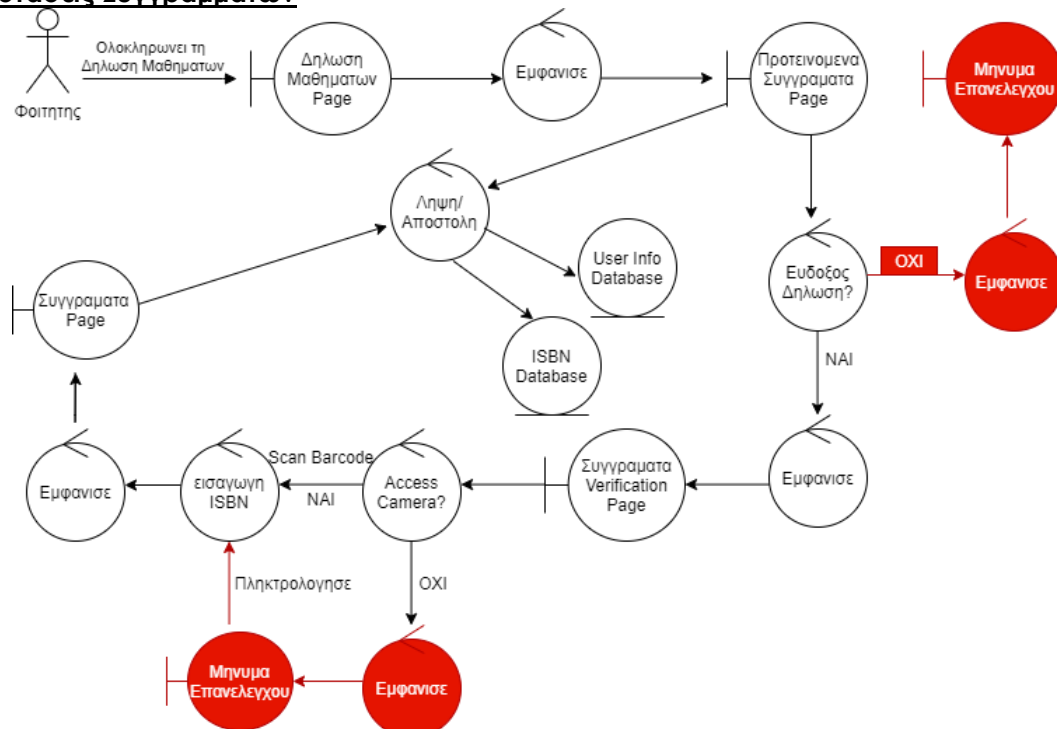 Συγγραμμάτων
Ολοκληρωνει τη
Δηλωση Μαθηματων
Φοιτητης
Δηλωση
Μαθηματων
Page
Εμφανισε
Προτεινομενα
Συγγραματα
Page
Μηνυμα
Επανελεγχου
Ληψη/
Αποστολη
User Info
Database
ISBN
Database
Ευδοξος
Δηλωση?
ΟΧΙ
Εμφανισε
ΝΑΙ
Συγγραματα
Page
Εμφανισε
εισαγωγη
ISBN
Scan Barcode
ΝΑΙ
Access
Camera?
Συγγραματα
Verification
Page
Εμφανισε
ΟΧΙ
Πληκτρολογησε
Μηνυμα
Επανελεγχου
Εμφανισε